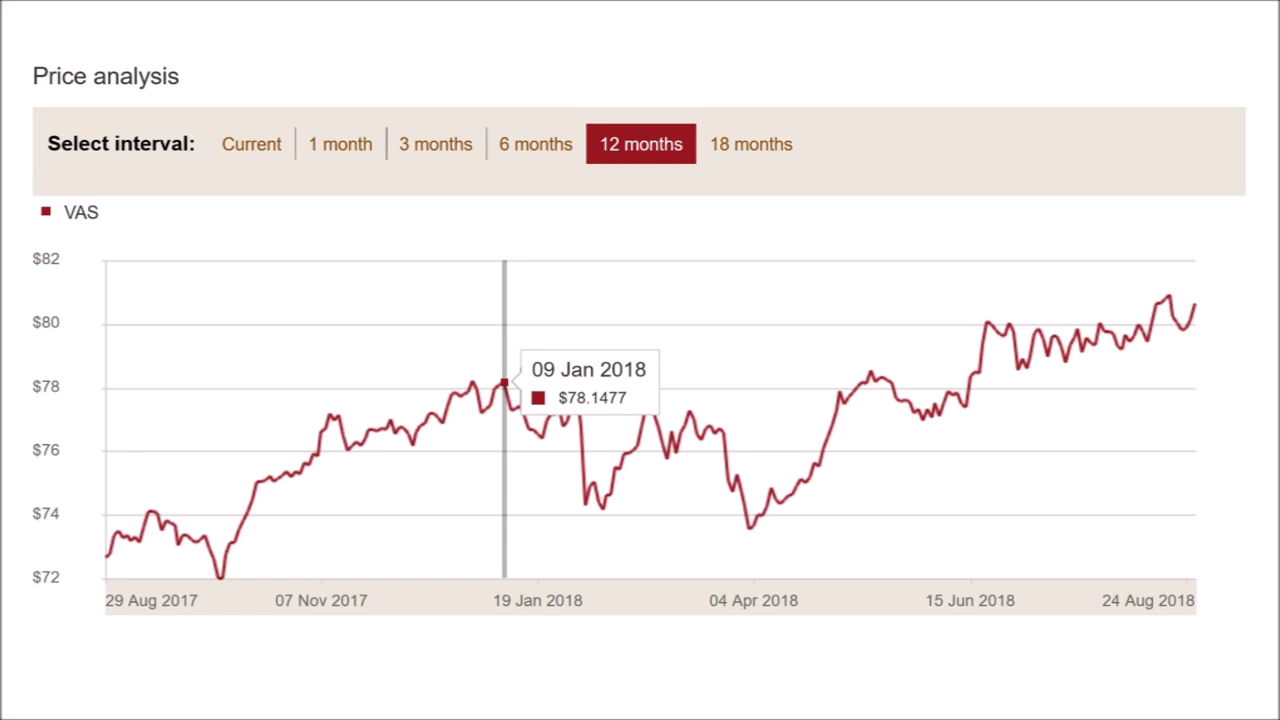 Price analysis
Select interval: Current 1 month 3 months 6 months 12 months 18 months
VAS
$82
$80
$78
$76
$74
$72
09 Jan 2018
$78.1477
29 Aug 2017 07 Nov 2017 19 Jan 2018 04 Apr 2018 15 Jun 2018 24 Aug 2018